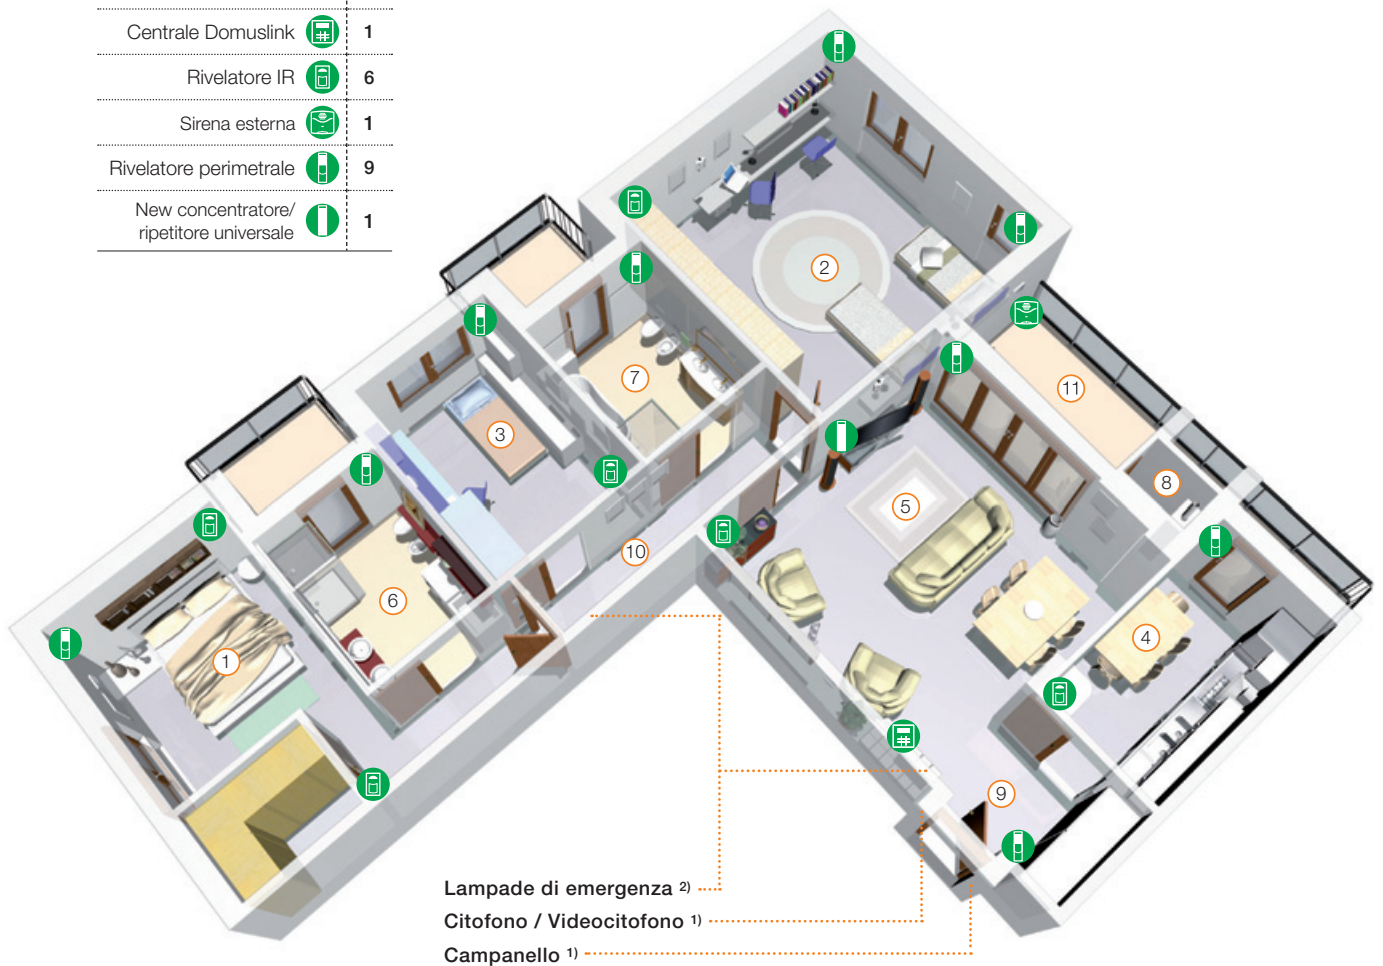 Centrale Domuslink 1
Rivelatore IR 6
Sirena esterna 1
Rivelatore perimetrale 9
New concentratore/
ripetitore universale 1
2
7
11
3
8
5
10
6
4
1
9
Lampade di emergenza 2)
Citofono / Videocitofono 1)
Campanello 1)